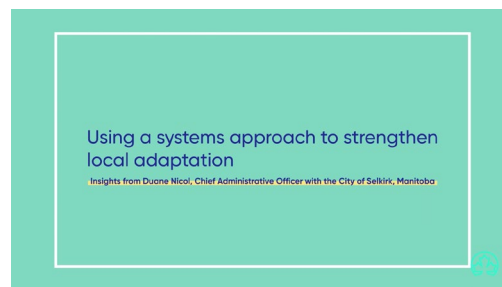 Using a systems approach to strengthen
local adaptation
Insights from Duane Nicol, Chief Administrative Officer with the City of Selkirk, Manitoba